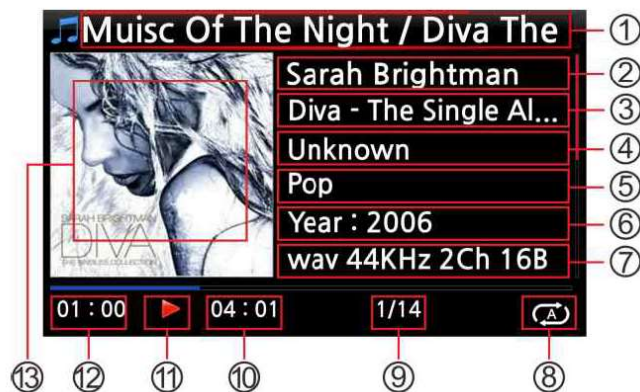 Muisc Of The Night / Diva The
①
Sarah Brightman
②
Diva - The Single Al...
③
Unknown
④
Pop
⑤
Year : 2006
⑥
wav 44KHz 2Ch 16B
⑦
SARAH BRIGHTMAN
DIVA
THE SINGLES COLLECTION
01 : 00
04 : 01
1/14
A
⑬ ⑫ ⑪ ⑩ ⑨ ⑧